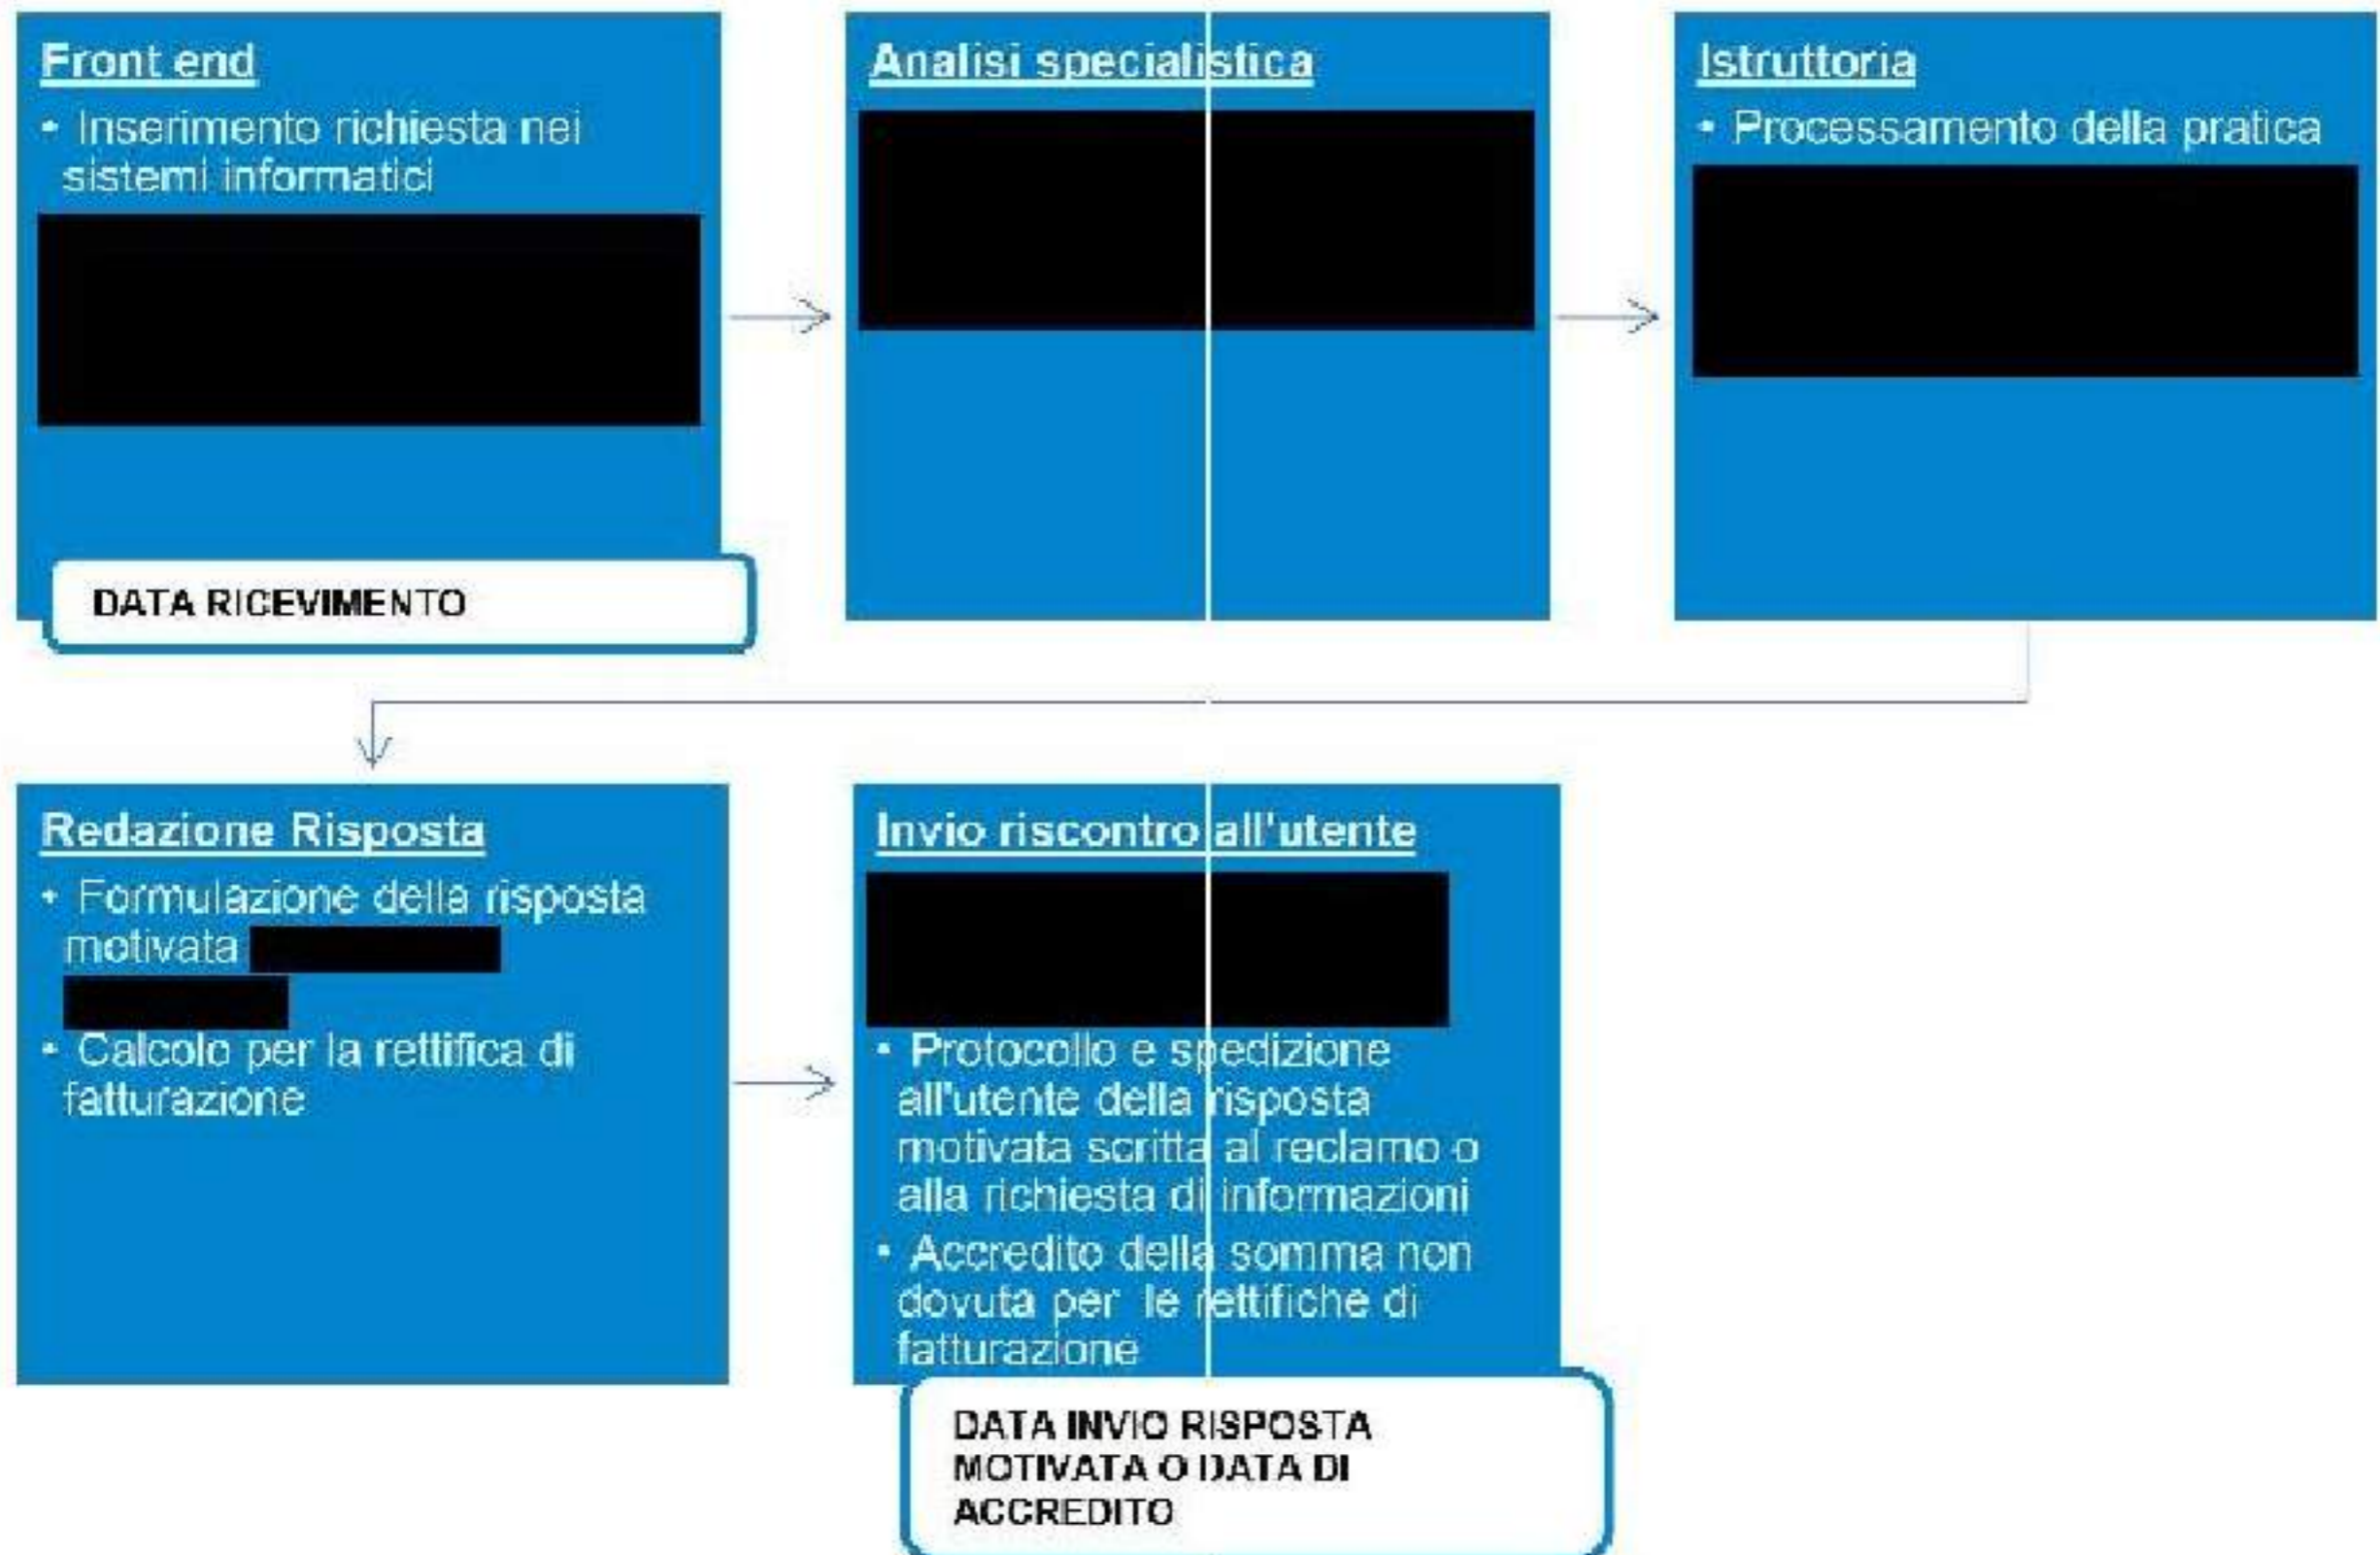 Front end
• Inserimento richiesta nei
sistemi informatici
DATA RICEVIMENTO
Analisi specialistica
Istruttoria
• Processamento della pratica
Redazione Risposta
• Formulazione della risposta
motivata
• Calcolo per la rettifica di
fatturazione
Invio riscontro all'utente
• Protocollo e spedizione
all'utente della risposta
motivata scritta al reclamo o
alla richiesta di informazioni
• Accredito della somma non
dovuta per le rettifiche di
fatturazione
DATA INVIO RISPOSTA
MOTIVATA O DATA DI
ACCREDITO